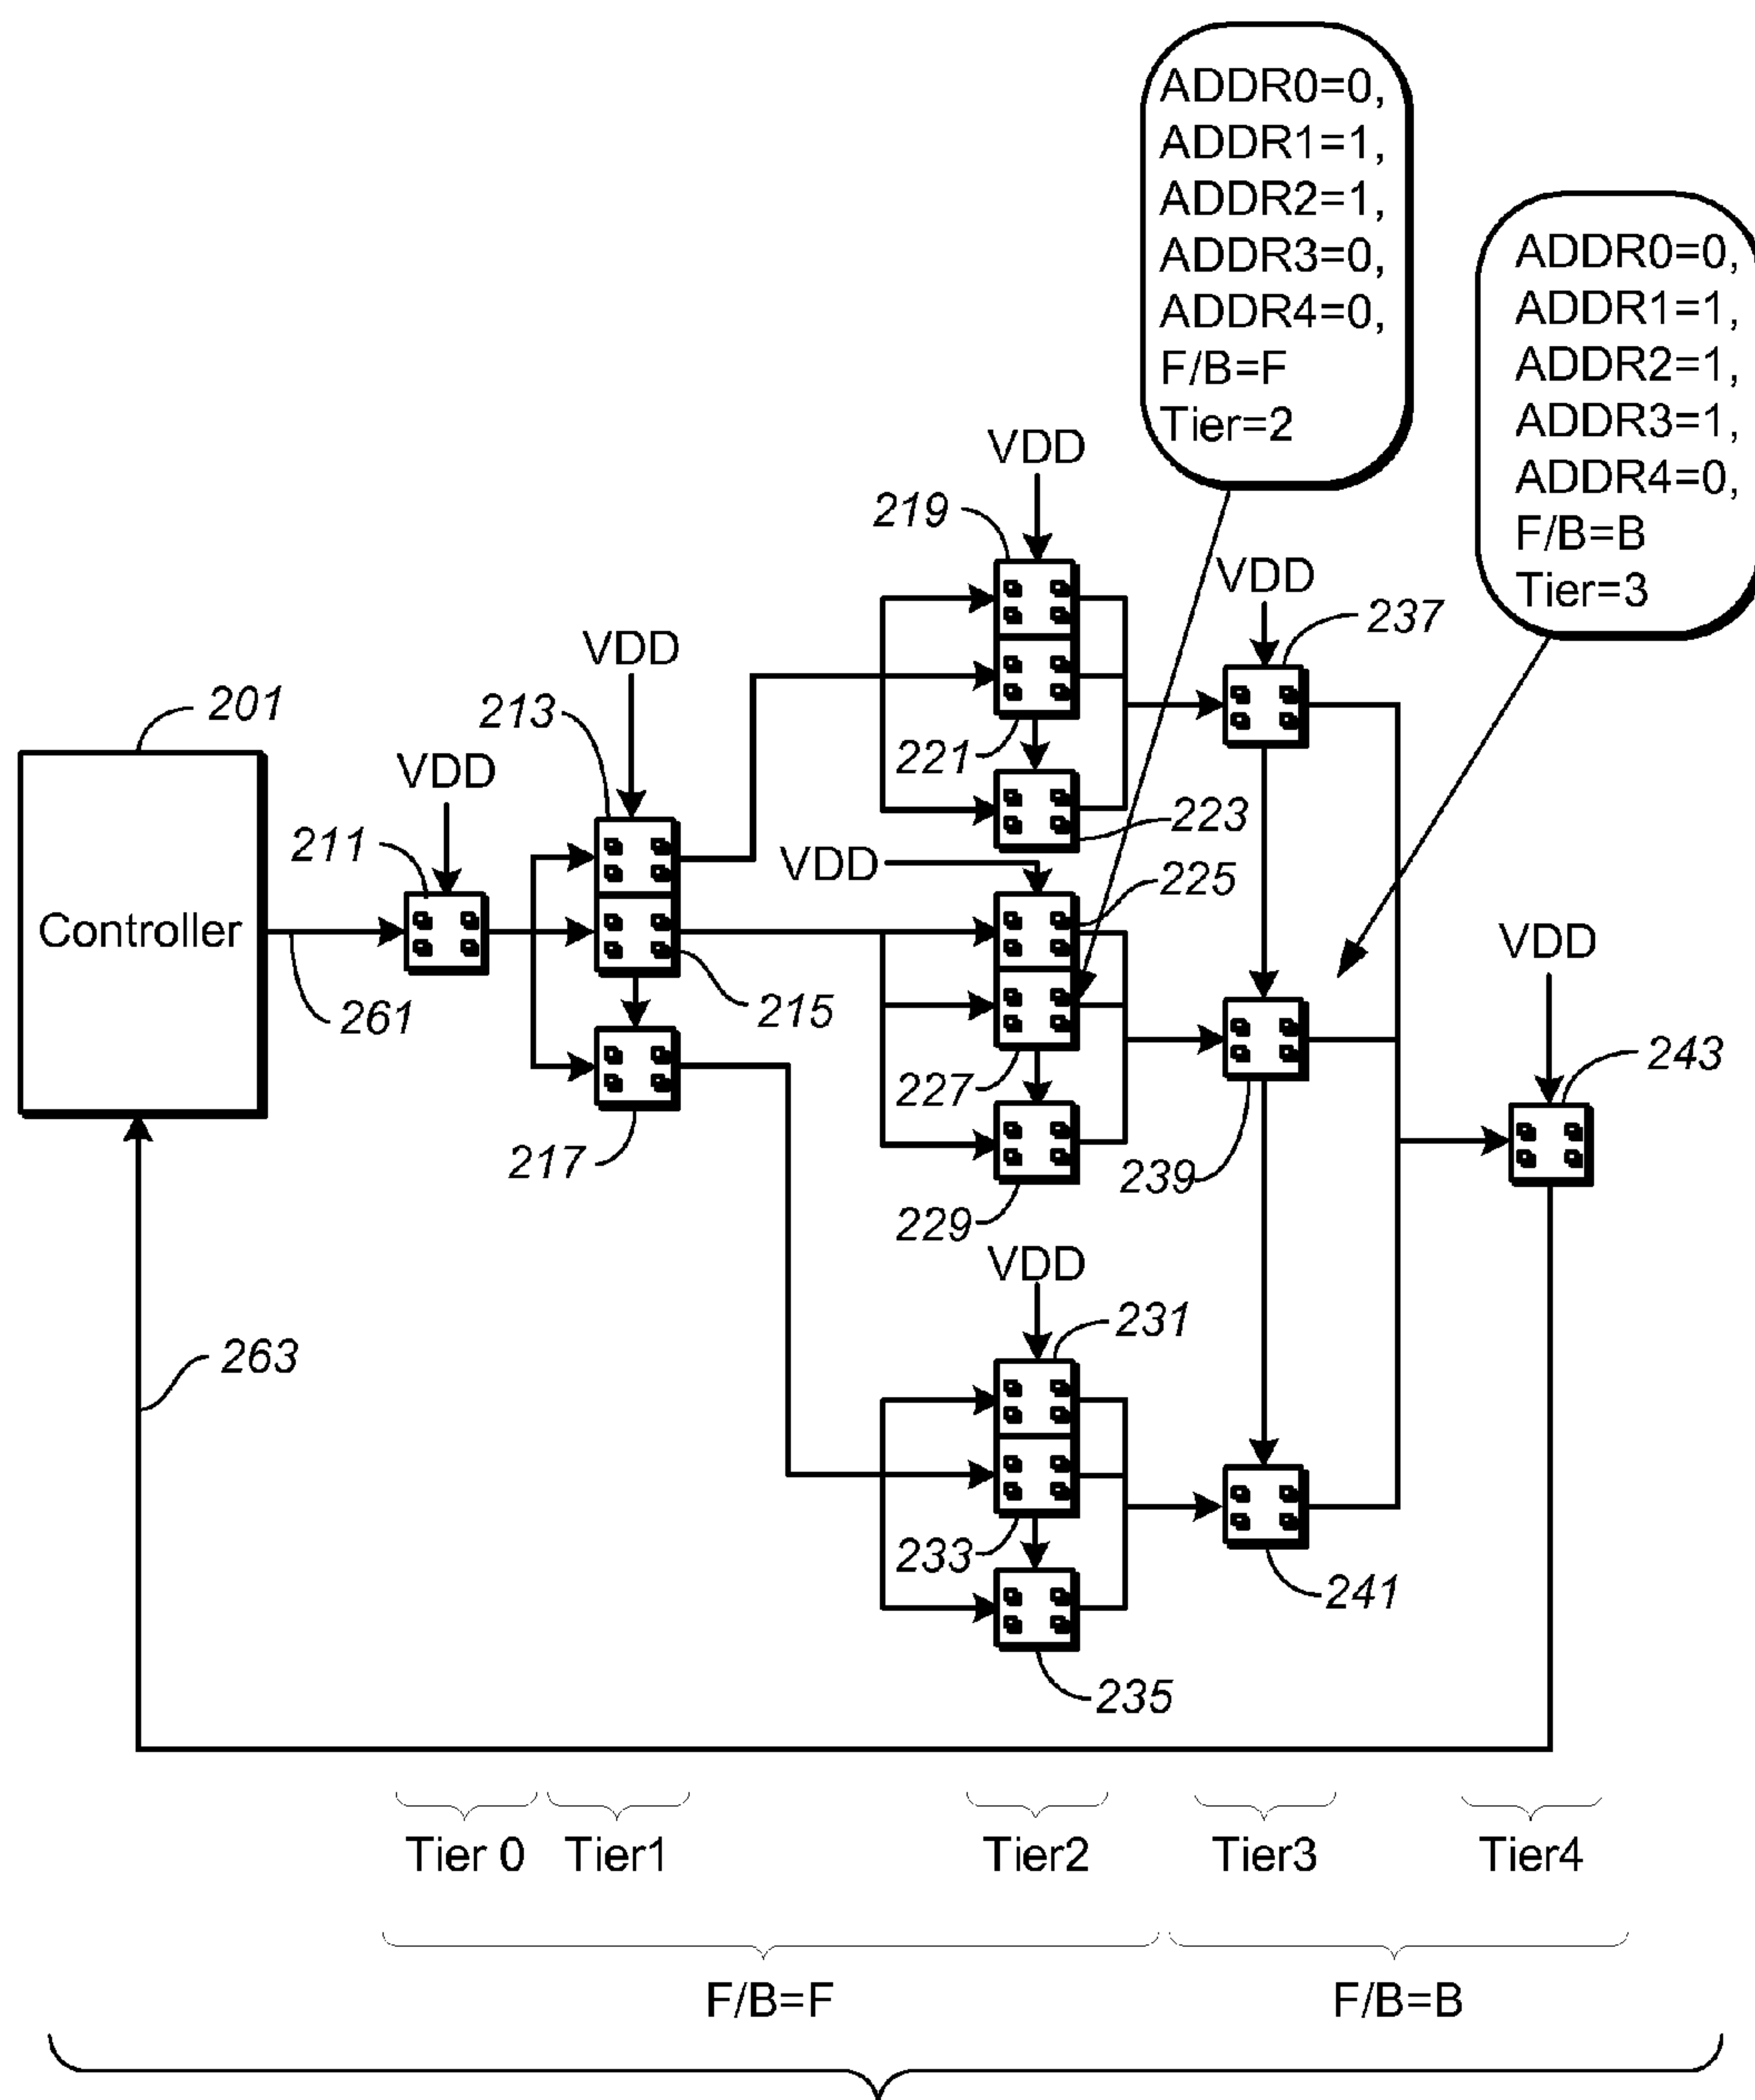 ADDR0=0,
ADDR1=1,
ADDR2=1,
ADDR3=0,
ADDR4=0,
F/B=F
Tier=2
ADDR0=0,
ADDR1=1,
ADDR2=1,
ADDR3=1,
ADDR4=0,
F/B=B
Tier=3
VDD
219
VDD
237
VDD
213
201
VDD
221
223
211
VDD
225
Controller
VDD
261
215
243
227
217
239
229
VDD
231
263
233
241
235
Tier 0
Tier1
Tier2
Tier3
Tier4
F/B=F
F/B=B